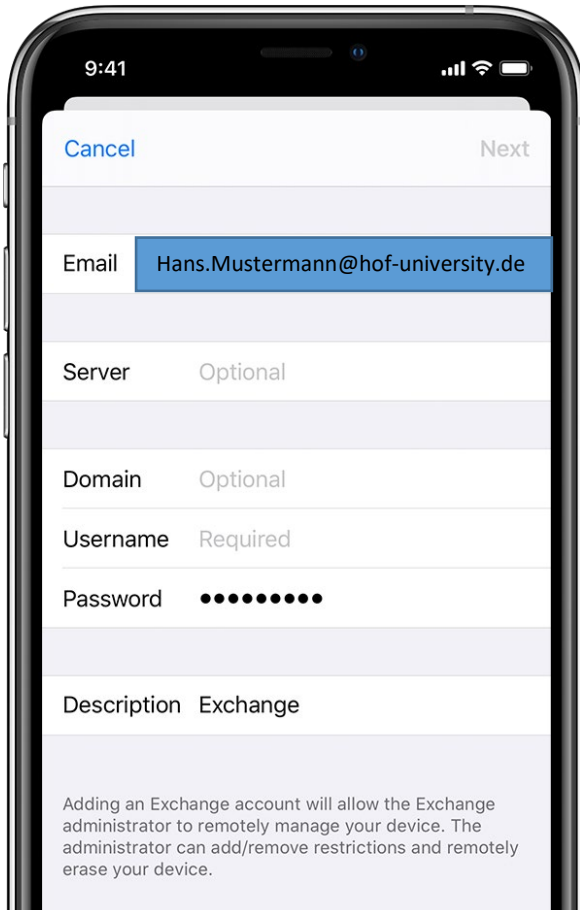 9:41
Cancel Next
Email Hans.Mustermann@hof-university.de
Server Optional
Domain Optional
Username Required
Password ●●●●●●●●●
Description Exchange
Adding an Exchange account will allow the Exchange
administrator to remotely manage your device. The
administrator can add/remove restrictions and remotely
erase your device.